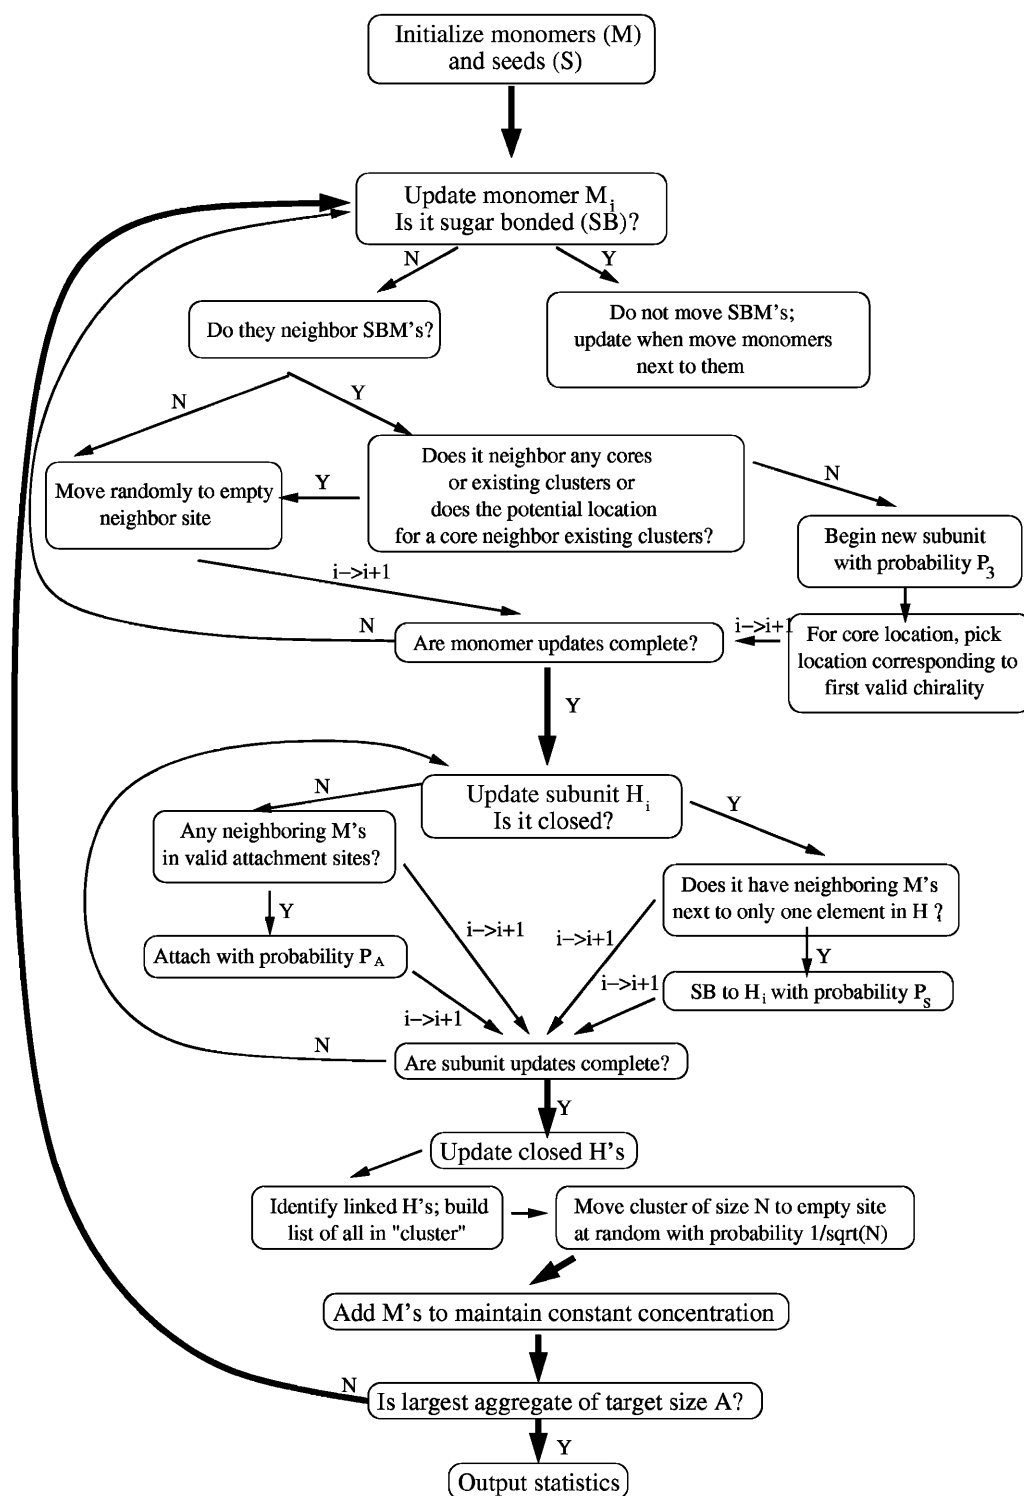 Initialize monomers (M)
and seeds (S)
Update monomer M i
Is it sugar bonded (SB)?
N
Y
Do they neighbor SBM's?
Do not move SBM's;
update when move monomers
next to them
N
Y
Does it neighbor any cores
or existing clusters or
does the potential location
for a core neighbor existing clusters?
Y
N
Move randomly to empty
neighbor site
Begin new subunit
with probability P 3
i->i+1
N
Are monomer updates complete?
i->i+1
For core location, pick
location corresponding to
first valid chirality
Y
Update subunit H i
Is it closed?
N
Y
Any neighboring M's
in valid attachment sites?
Does it have neighboring M's
next to only one element in H ?
Y
i->i+1
i->i+1
Y
Attach with probability P A
SB to H i with probability P s
i->i+1
i->i+1
N
Are subunit updates complete?
Y
Update closed H's
Identify linked H's; build
list of all in "cluster"
Move cluster of size N to empty site
at random with probability 1/sqrt(N)
Add M's to maintain constant concentration
N
Is largest aggregate of target size A?
Y
Output statistics